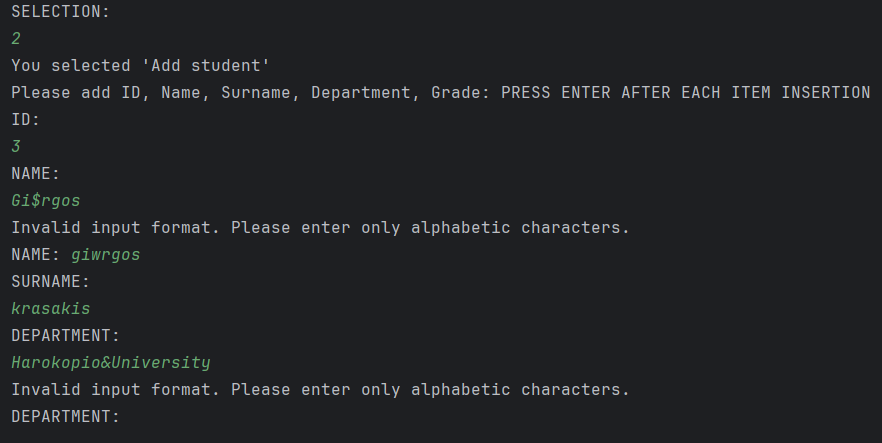 SELECTION:
2
You selected 'Add student'
Please add ID, Name, Surname, Department, Grade: PRESS ENTER AFTER EACH ITEM INSERTION
ID:
3
NAME:
Gi$rgos
Invalid input format. Please enter only alphabetic characters.
NAME: giwrgos
SURNAME:
krasakis
DEPARTMENT:
Harokopio&University
Invalid input format. Please enter only alphabetic characters.
DEPARTMENT: